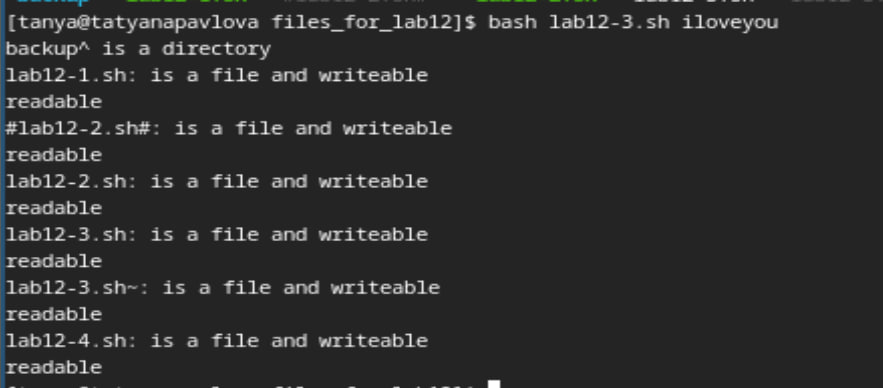 [tanya@tatyanapavlova files_for_lab12]$ bash lab12-3.sh iloveyou
backup^ is a directory
lab12-1.sh: is a file and writeable
readable
#lab12-2.sh#: is a file and writeable
readable
lab12-2.sh: is a file and writeable
readable
lab12-3.sh: is a file and writeable
readable
lab12-3.sh~: is a file and writeable
readable
lab12-4.sh: is a file and writeable
readable